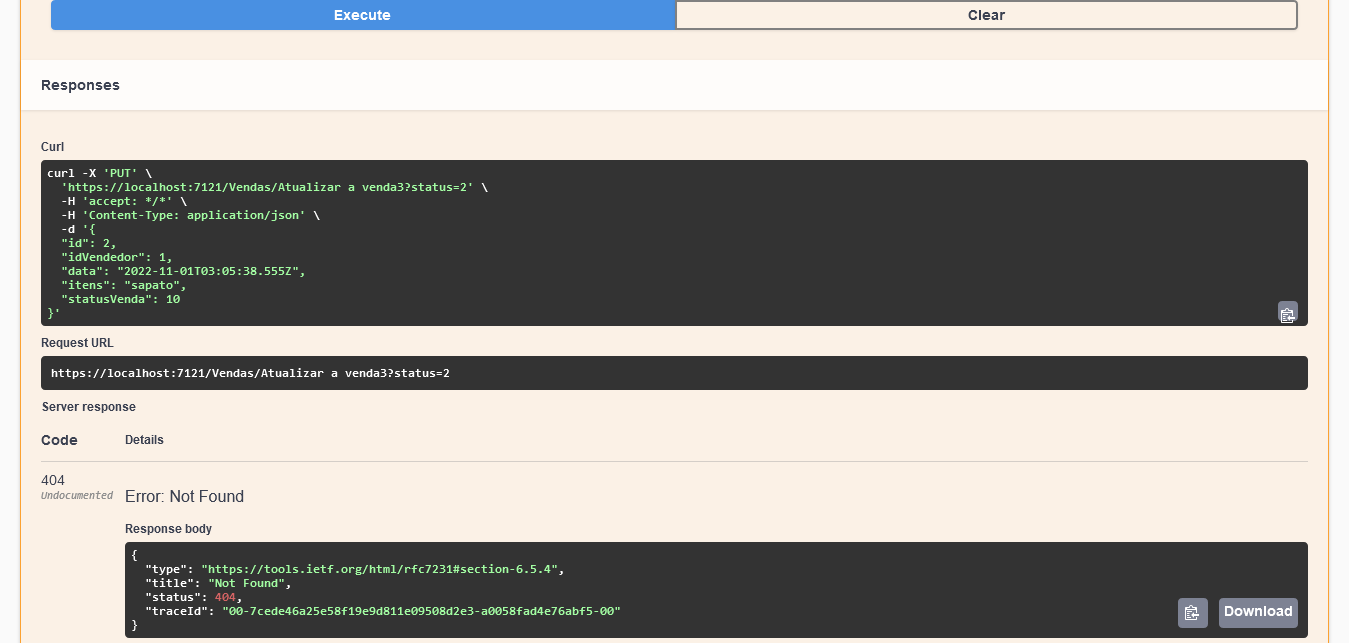 Execute
Clear
Responses
Curl
curl -X 'PUT' \
  'https://localhost:7121/Vendas/Atualizar a venda3?status=2' \
  -H 'accept: */*' \
  -H 'Content-Type: application/json' \
  -d '{
  "id": 2,
  "idVendedor": 1,
  "data": "2022-11-01T03:05:38.555Z",
  "itens": "sapato",
  "statusVenda": 10
}'
Request URL
https://localhost:7121/Vendas/Atualizar a venda3?status=2
Server response
Code
Details
404
Undocumented
Error: Not Found
Response body
{
  "type": "https://tools.ietf.org/html/rfc7231#section-6.5.4",
  "title": "Not Found",
  "status": 404,
  "traceId": "00-7cede46a25e58f19e9d811e09508d2e3-a0058fad4e76abf5-00"
}
Download